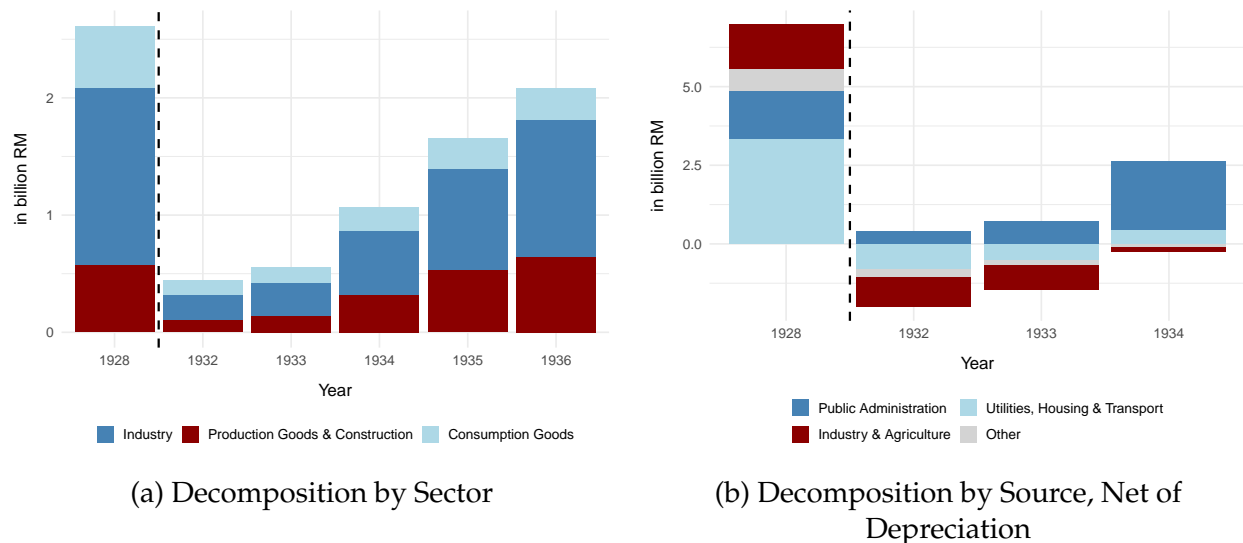 2
1
0
in billion RM
1928 1932 1933 1934 1935 1936
Year
Industry Production Goods & Construction Consumption Goods
(a) Decomposition by Sector
5.0
2.5
0.0
in billion RM
1928 1932 1933 1934
Year
Public Administration Utilities, Housing & Transport
Industry & Agriculture Other
(b) Decomposition by Source, Net of
Depreciation